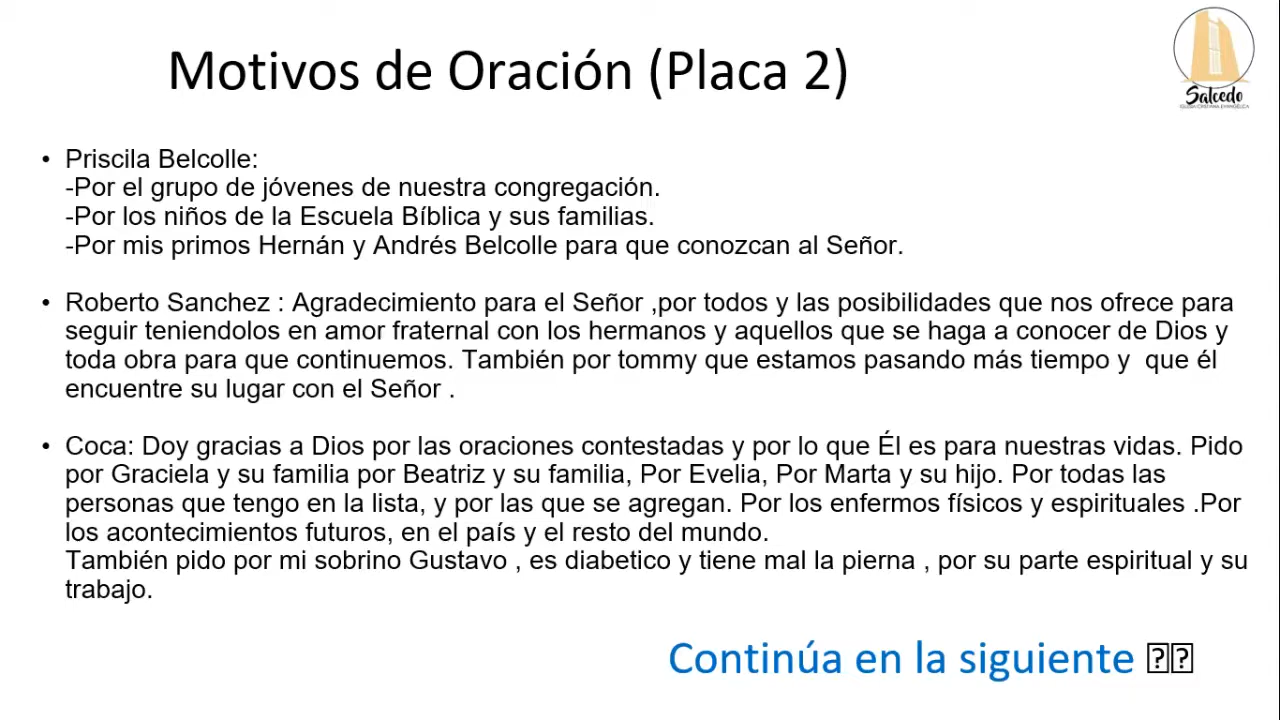 Motivos de Oración (Placa 2)
Salcedo
IGLESIA CRISTIANA EVANGÉLICA
• Priscila Belcolle:
-Por el grupo de jóvenes de nuestra congregación.
-Por los niños de la Escuela Bíblica y sus familias.
-Por mis primos Hernán y Andrés Belcolle para que conozcan al Señor.
• Roberto Sanchez : Agradecimiento para el Señor ,por todos y las posibilidades que nos ofrece para
seguir teniendolos en amor fraternal con los hermanos y aquellos que se haga a conocer de Dios y
toda obra para que continuemos. También por tommy que estamos pasando más tiempo y  que él
encuentre su lugar con el Señor .
• Coca: Doy gracias a Dios por las oraciones contestadas y por lo que Él es para nuestras vidas. Pido
por Graciela y su familia por Beatriz y su familia, Por Evelia, Por Marta y su hijo. Por todas las
personas que tengo en la lista, y por las que se agregan. Por los enfermos físicos y espirituales .Por
los acontecimientos futuros, en el país y el resto del mundo.
También pido por mi sobrino Gustavo , es diabetico y tiene mal la pierna , por su parte espiritual y su
trabajo.
Continúa en la siguiente